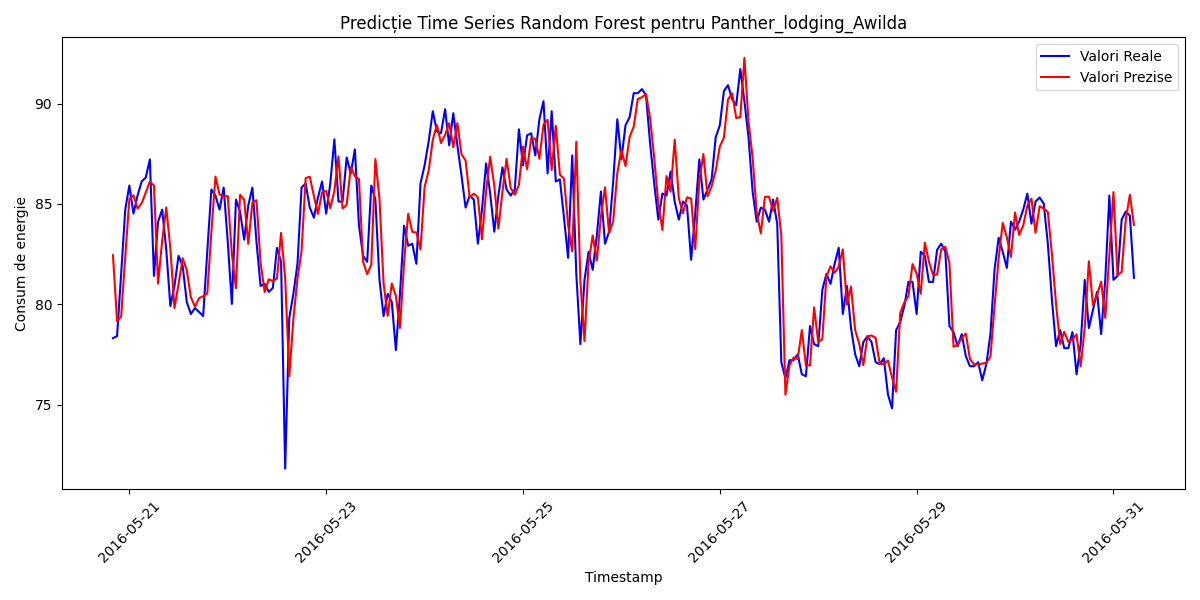 Predicție Time Series Random Forest pentru Panther_lodging_Awilda
Valori Reale
Valori Prezise
Consum de energie
90
85
80
75
2016-05-21
2016-05-23
2016-05-25
2016-05-27
2016-05-29
2016-05-31
Timestamp